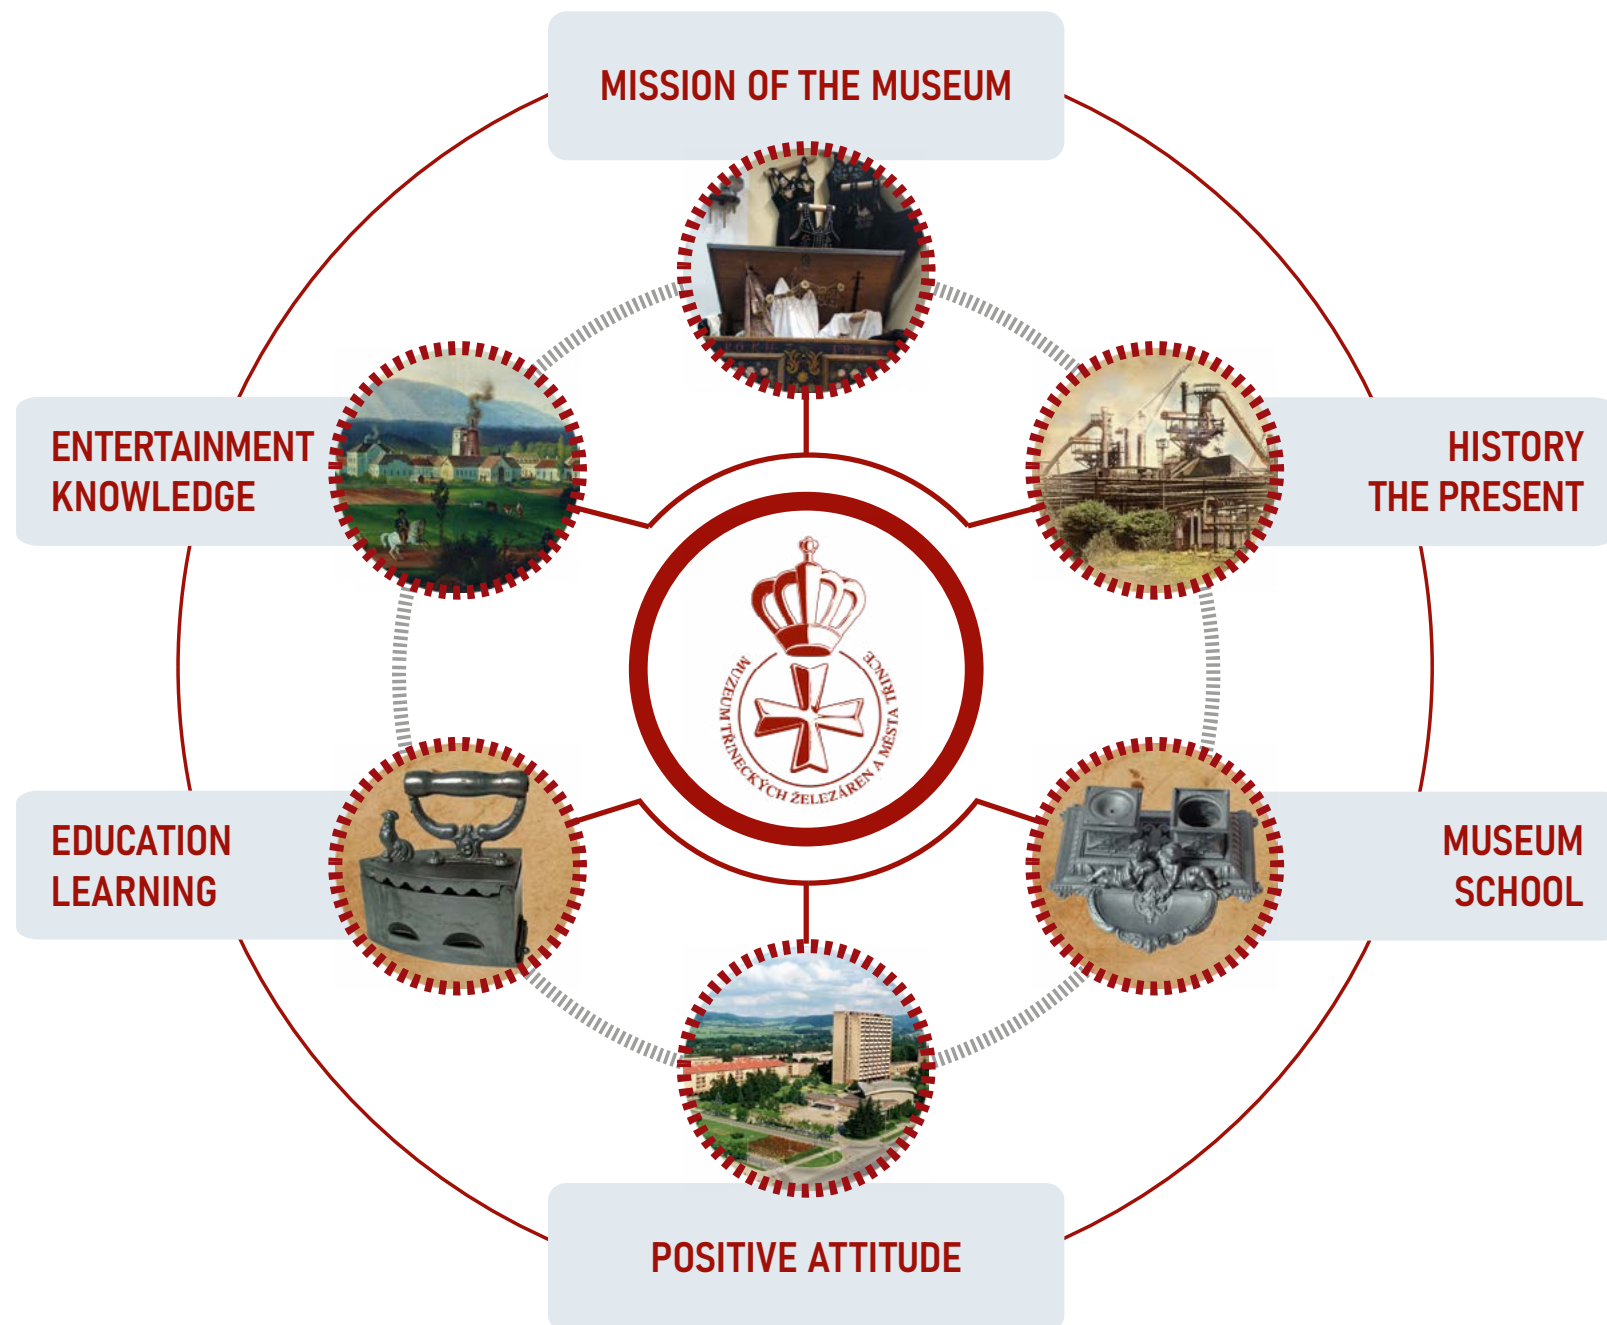 MISSION OF THE MUSEUM
ENTERTAINMENT
KNOWLEDGE
HISTORY
THE PRESENT
MUZEUM TŘINECKÝCH ŽELEZÁREN A MĚSTA TŘINCE
EDUCATION
LEARNING
MUSEUM
SCHOOL
POSITIVE ATTITUDE